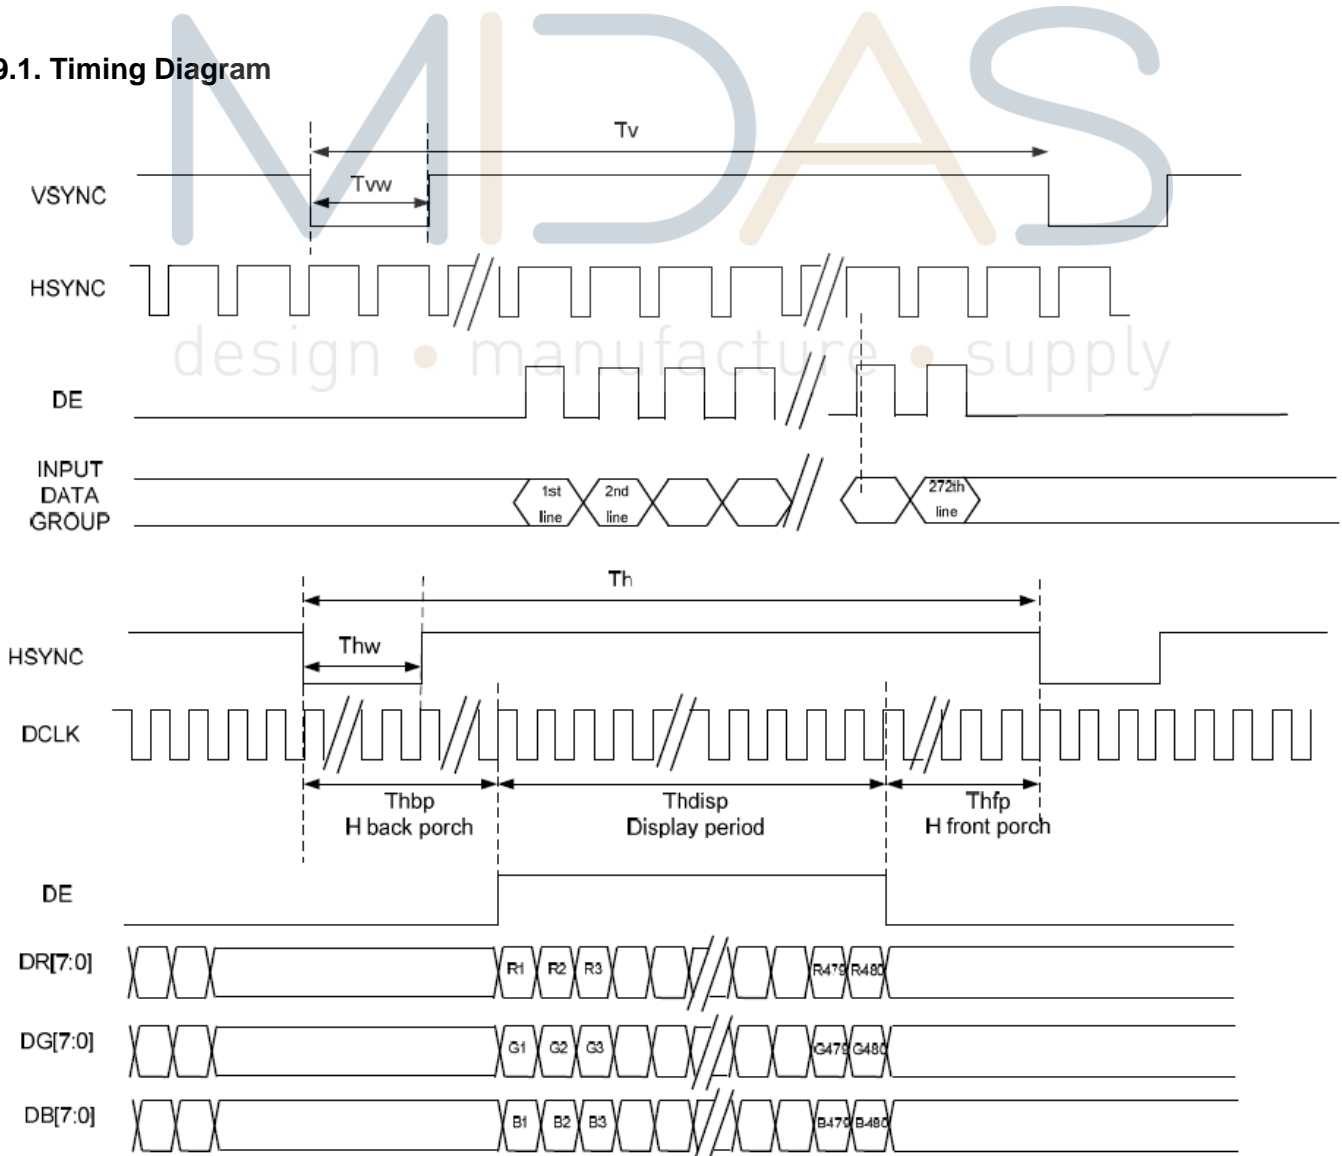 9.1. Timing Diagram
MIDAS
design • manufacture • supply
Tv
VSYNC
Tvw
HSYNC
DE
INPUT
DATA
GROUP
1st
line
2nd
line
272th
line
Th
HSYNC
Thw
DCLK
Thbp
H back porch
Thdisp
Display period
Thfp
H front porch
DE
DR[7:0]
R1 R2 R3 R479 R480
DG[7:0]
G1 G2 G3 G479 G480
DB[7:0]
B1 B2 B3 B479 B480